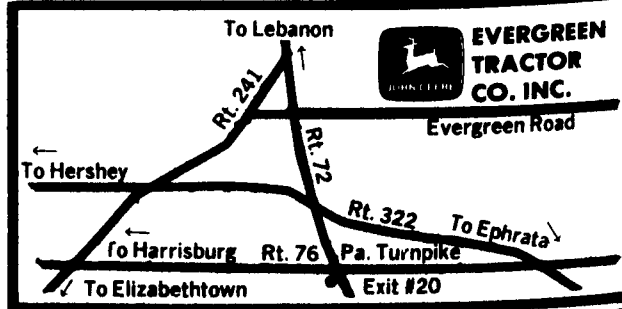 To Lebanon
EVERGREEN
TRACTOR
CO. INC.
JOHN DEERE
Rt. 241
Evergreen Road
Rt. 72
To Hershey
Rt. 322
To Ephrata
To Harrisburg Rt. 76 Pa. Turnpike
To Elizabethtown Exit #20